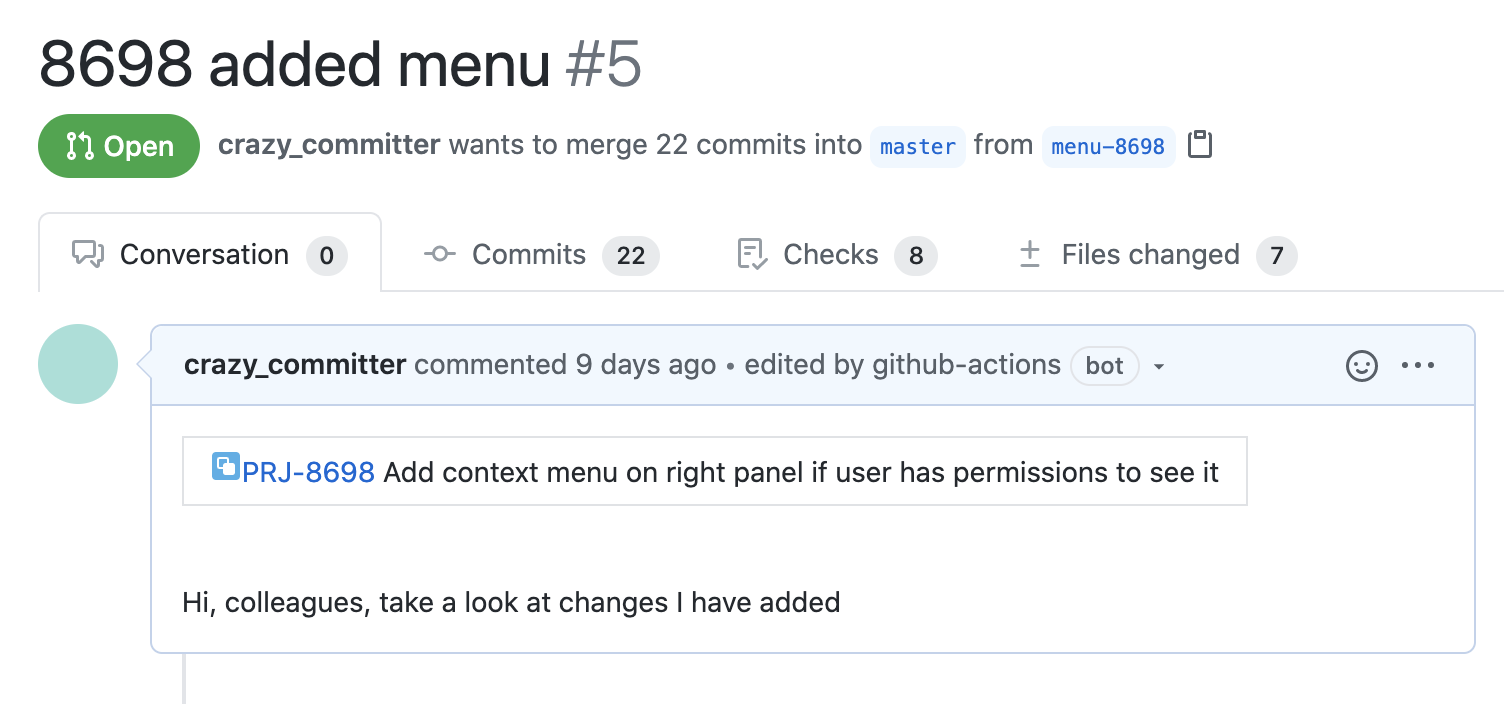 8698 added menu #5
Open crazy_committer wants to merge 22 commits into master from menu-8698
Conversation 0 Commits 22 Checks 8 Files changed 7
crazy_committer commented 9 days ago • edited by github-actions bot
PRJ-8698 Add context menu on right panel if user has permissions to see it
Hi, colleagues, take a look at changes I have added